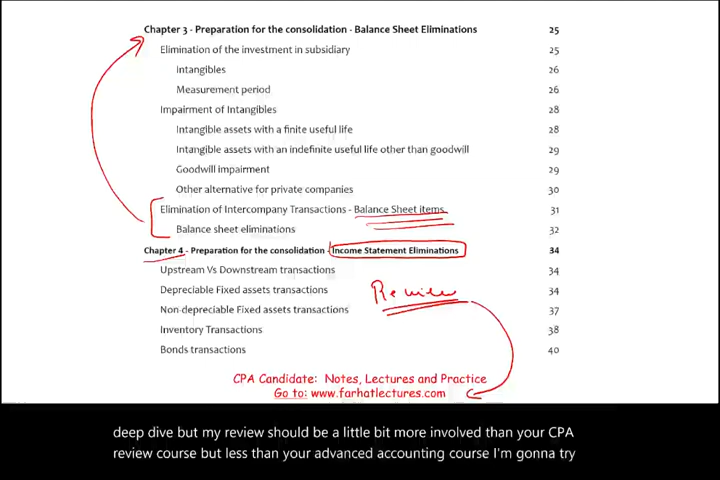 Chapter 3 - Preparation for the consolidation - Balance Sheet Eliminations 25
Elimination of the investment in subsidiary 25
Intangibles 26
Measurement period 26
Impairment of Intangibles 28
Intangible assets with a finite useful life 28
Intangible assets with an indefinite useful life other than goodwill 29
Goodwill impairment 29
Other alternative for private companies 30
Elimination of Intercompany Transactions - Balance Sheet items 31
Balance sheet eliminations 32
Chapter 4 - Preparation for the consolidation - Income Statement Eliminations 34
Upstream Vs Downstream transactions 34
Depreciable Fixed assets transactions 34
Review
Non-depreciable Fixed assets transactions 37
Inventory Transactions 38
Bonds transactions 40
CPA Candidate: Notes, Lectures and Practice
Go to: www.farhatlectures.com
deep dive but my review should be a little bit more involved than your CPA
review course but less than your advanced accounting course I'm gonna try